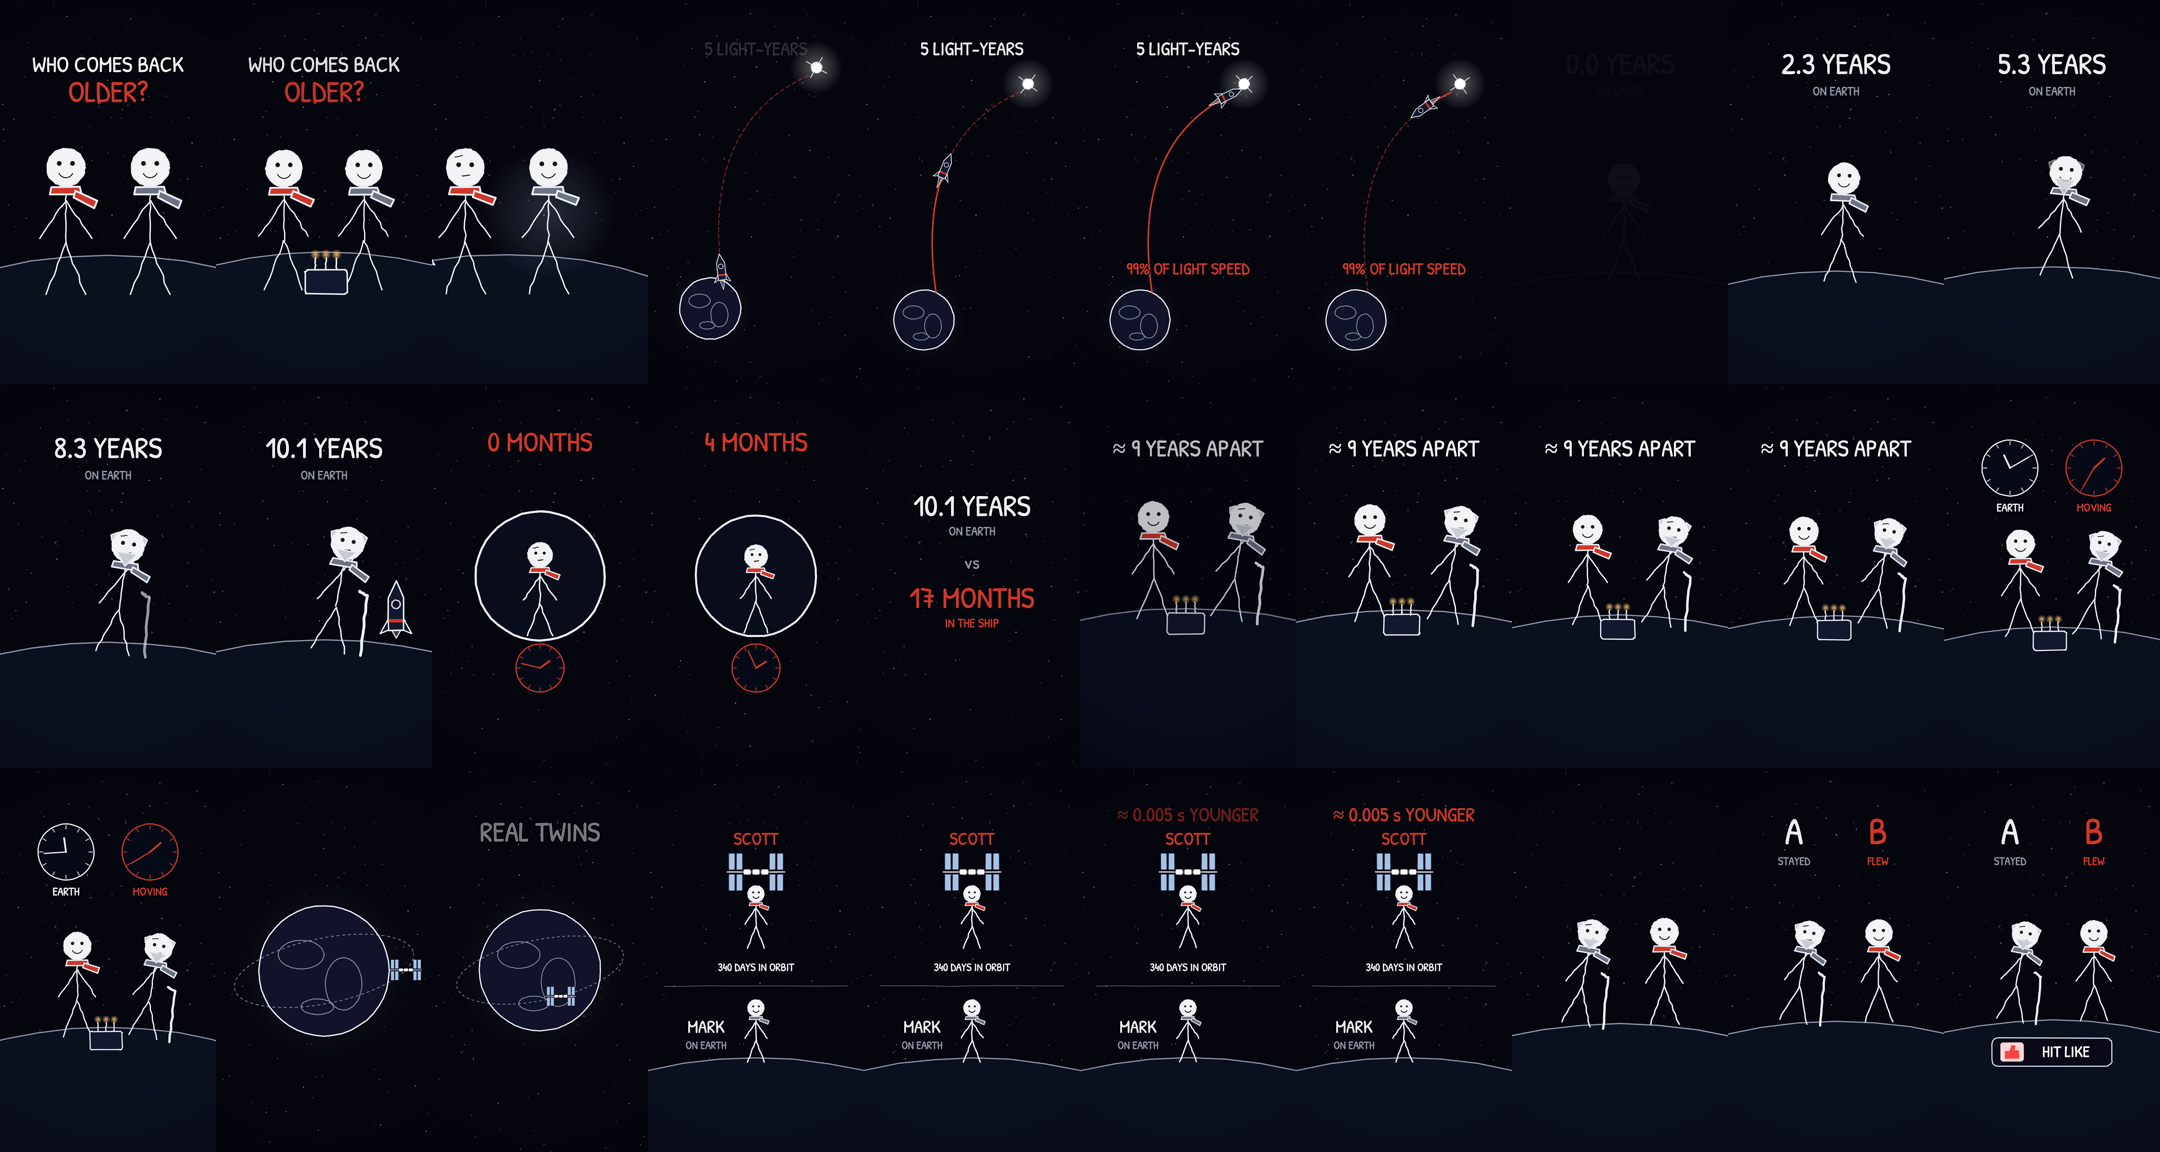 WHO COMES BACK
OLDER?
WHO COMES BACK
OLDER?
5 LIGHT-YEARS
5 LIGHT-YEARS
5 LIGHT-YEARS
99% OF LIGHT SPEED
99% OF LIGHT SPEED
0.0 YEARS
ON EARTH
2.3 YEARS
ON EARTH
5.3 YEARS
ON EARTH
8.3 YEARS
ON EARTH
10.1 YEARS
ON EARTH
0 MONTHS
4 MONTHS
10.1 YEARS
ON EARTH
VS
17 MONTHS
IN THE SHIP
≈ 9 YEARS APART
≈ 9 YEARS APART
≈ 9 YEARS APART
≈ 9 YEARS APART
EARTH
MOVING
EARTH
MOVING
REAL TWINS
SCOTT
340 DAYS IN ORBIT
MARK
ON EARTH
SCOTT
340 DAYS IN ORBIT
MARK
ON EARTH
≈ 0.005 s YOUNGER
SCOTT
340 DAYS IN ORBIT
MARK
ON EARTH
≈ 0.005 s YOUNGER
SCOTT
340 DAYS IN ORBIT
MARK
ON EARTH
A
STAYED
B
FLEW
A
STAYED
B
FLEW
HIT LIKE